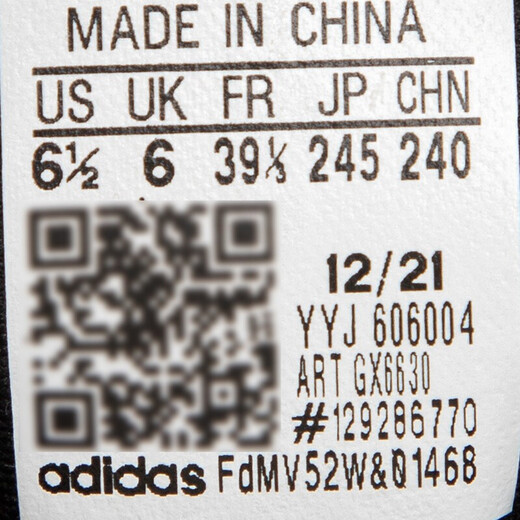 MADE IN CHINA
US UK FR JP CHN
6½ 6 39⅓ 245 240
12/21
YYJ 606004
ART GX6630
#129286770
adidas FdMV52W&Q1468